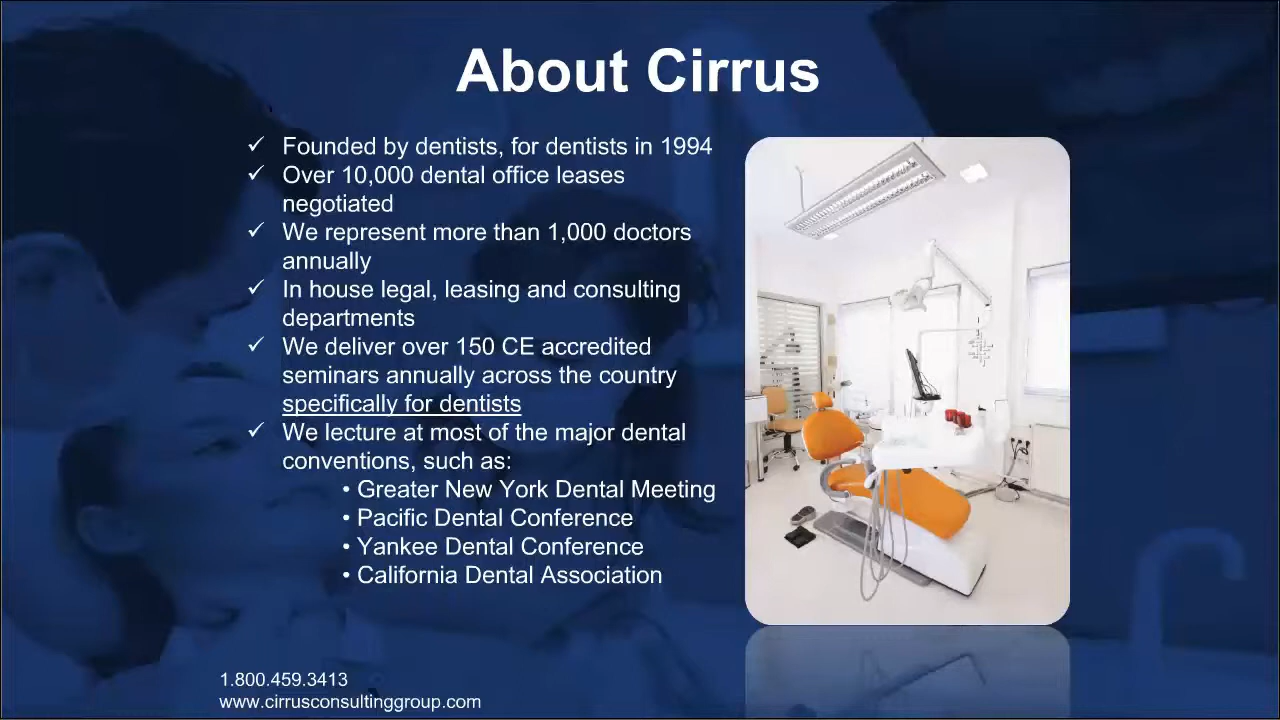 About Cirrus
✓ Founded by dentists, for dentists in 1994
✓ Over 10,000 dental office leases
negotiated
✓ We represent more than 1,000 doctors
annually
✓ In house legal, leasing and consulting
departments
✓ We deliver over 150 CE accredited
seminars annually across the country
specifically for dentists
✓ We lecture at most of the major dental
conventions, such as:
• Greater New York Dental Meeting
• Pacific Dental Conference
• Yankee Dental Conference
• California Dental Association
1.800.459.3413
www.cirrusconsultinggroup.com